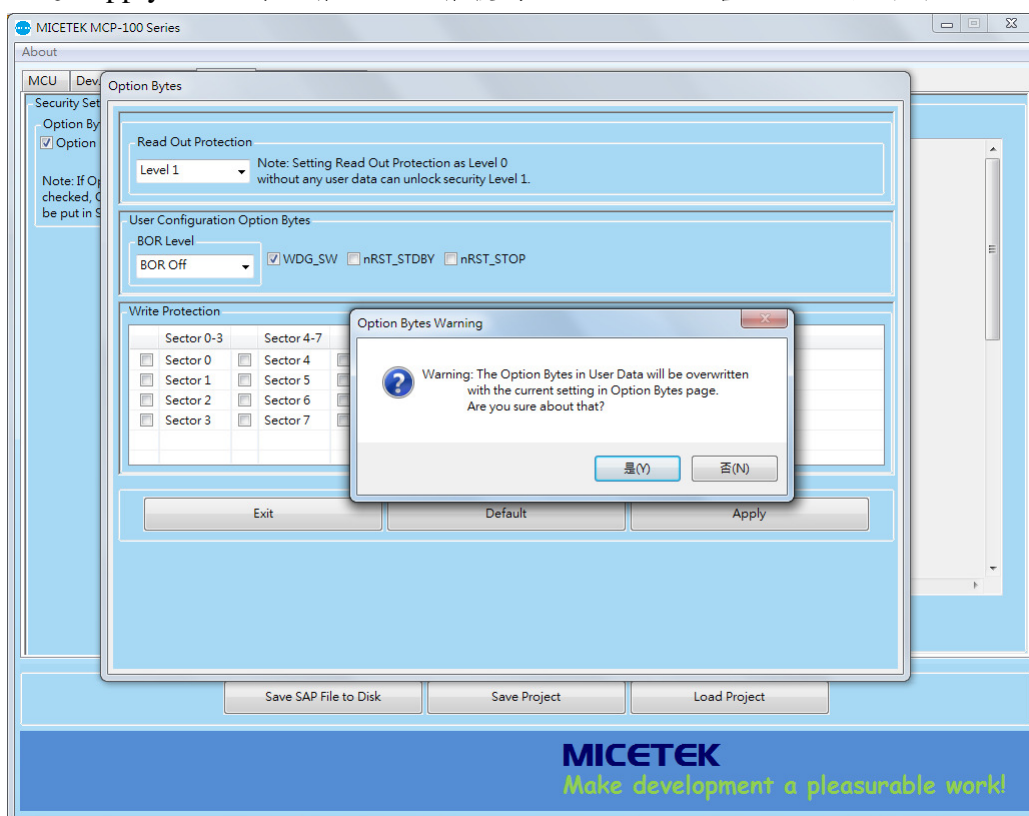 MICETEK MCP-100 Series
About
MCU Dev.
Option Bytes
Security Set
Option By
Option
Note: If Op
checked, O
be put in S
Read Out Protection
Level 1
Note: Setting Read Out Protection as Level 0
without any user data can unlock security Level 1.
User Configuration Option Bytes
BOR Level
BOR Off
WDG_SW nRST_STDBY nRST_STOP
Write Protection
Sector 0-3 Sector 4-7
Sector 0 Sector 4
Sector 1 Sector 5
Sector 2 Sector 6
Sector 3 Sector 7
Option Bytes Warning
Warning: The Option Bytes in User Data will be overwritten
with the current setting in Option Bytes page.
Are you sure about that?
是(Y) 否(N)
Exit Default Apply
Save SAP File to Disk Save Project Load Project
MICETEK
Make development a pleasurable work!